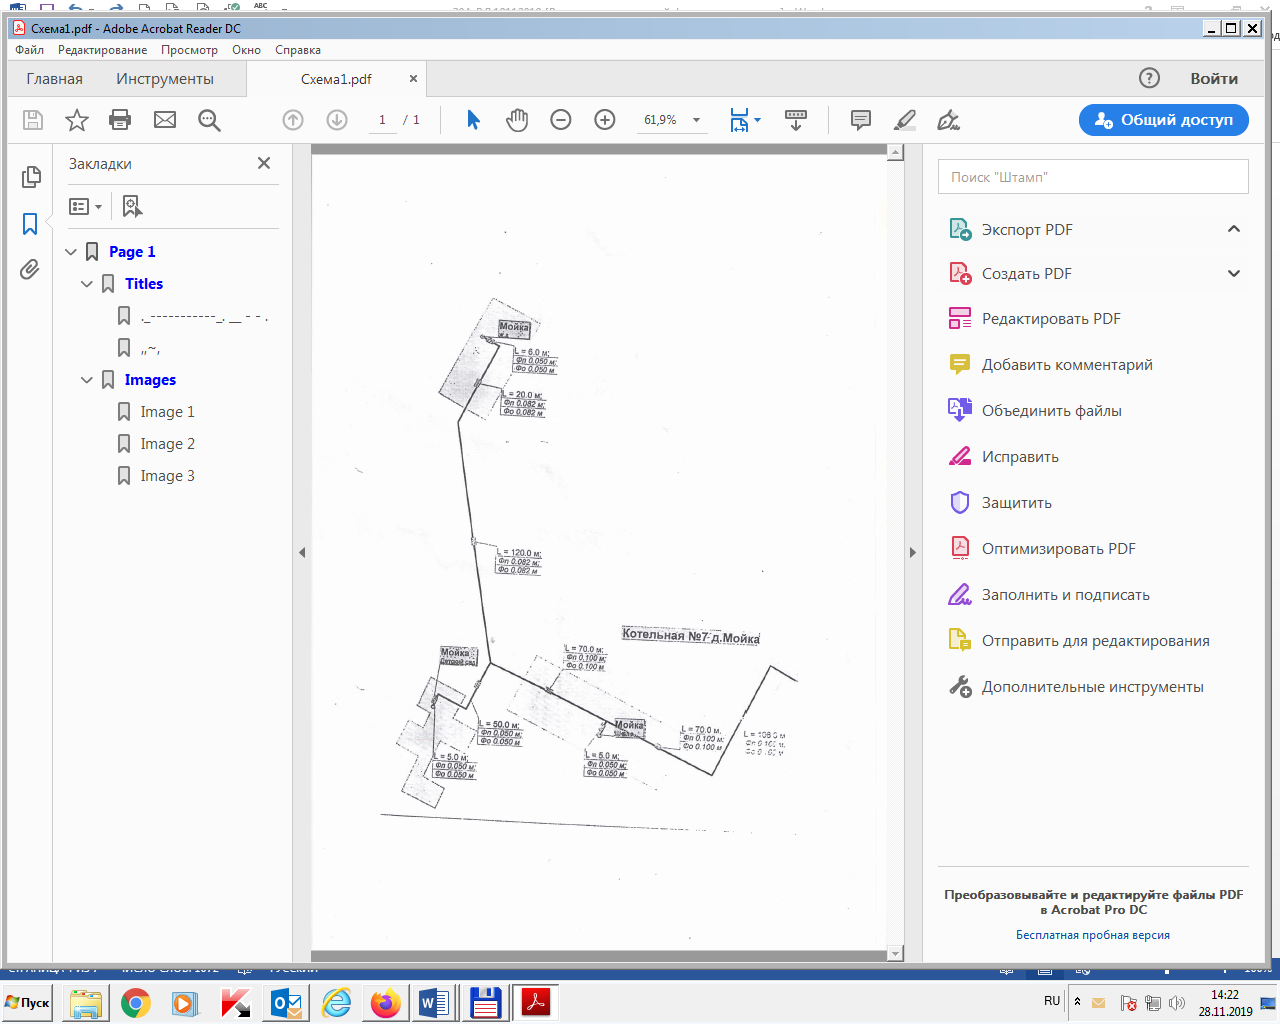 Схема1.pdf - Adobe Acrobat Reader DC
Файл Редактирование Просмотр Окно Справка
Главная Инструменты Схема1.pdf Войти
1 / 1 61,9% Общий доступ
Закладки
Page 1
Titles
._-----------_. __ - - .
,,~,
Images
Image 1
Image 2
Image 3
Мойка
L = 6.0 м;
Фп 0.050 м;
Фо 0.050 м
L = 20.0 м;
Фп 0.082 м;
Фо 0.082 м
L = 120.0 м;
Фп 0.082 м;
Фо 0.082 м
Котельная №7 д.Мойка
Мойка
L = 70.0 м;
Фп 0.100 м;
Фо 0.100 м
L = 50.0 м;
Фп 0.050 м;
Фо 0.050 м
Мойка
L = 70.0 м.
Фп 0.100 м;
Фо 0.100 м
L = 5.0 м;
Фп 0.050 м;
Фо 0.050 м
L = 5.0 м;
Фп 0.050 м;
Фо 0.050 м
Поиск "Штамп"
Экспорт PDF
Создать PDF
Редактировать PDF
Добавить комментарий
Объединить файлы
Исправить
Защитить
Оптимизировать PDF
Заполнить и подписать
Отправить для редактирования
Дополнительные инструменты
Преобразовывайте и редактируйте файлы PDF
в Acrobat Pro DC
Бесплатная пробная версия
Пуск
RU
14:22
28.11.2019